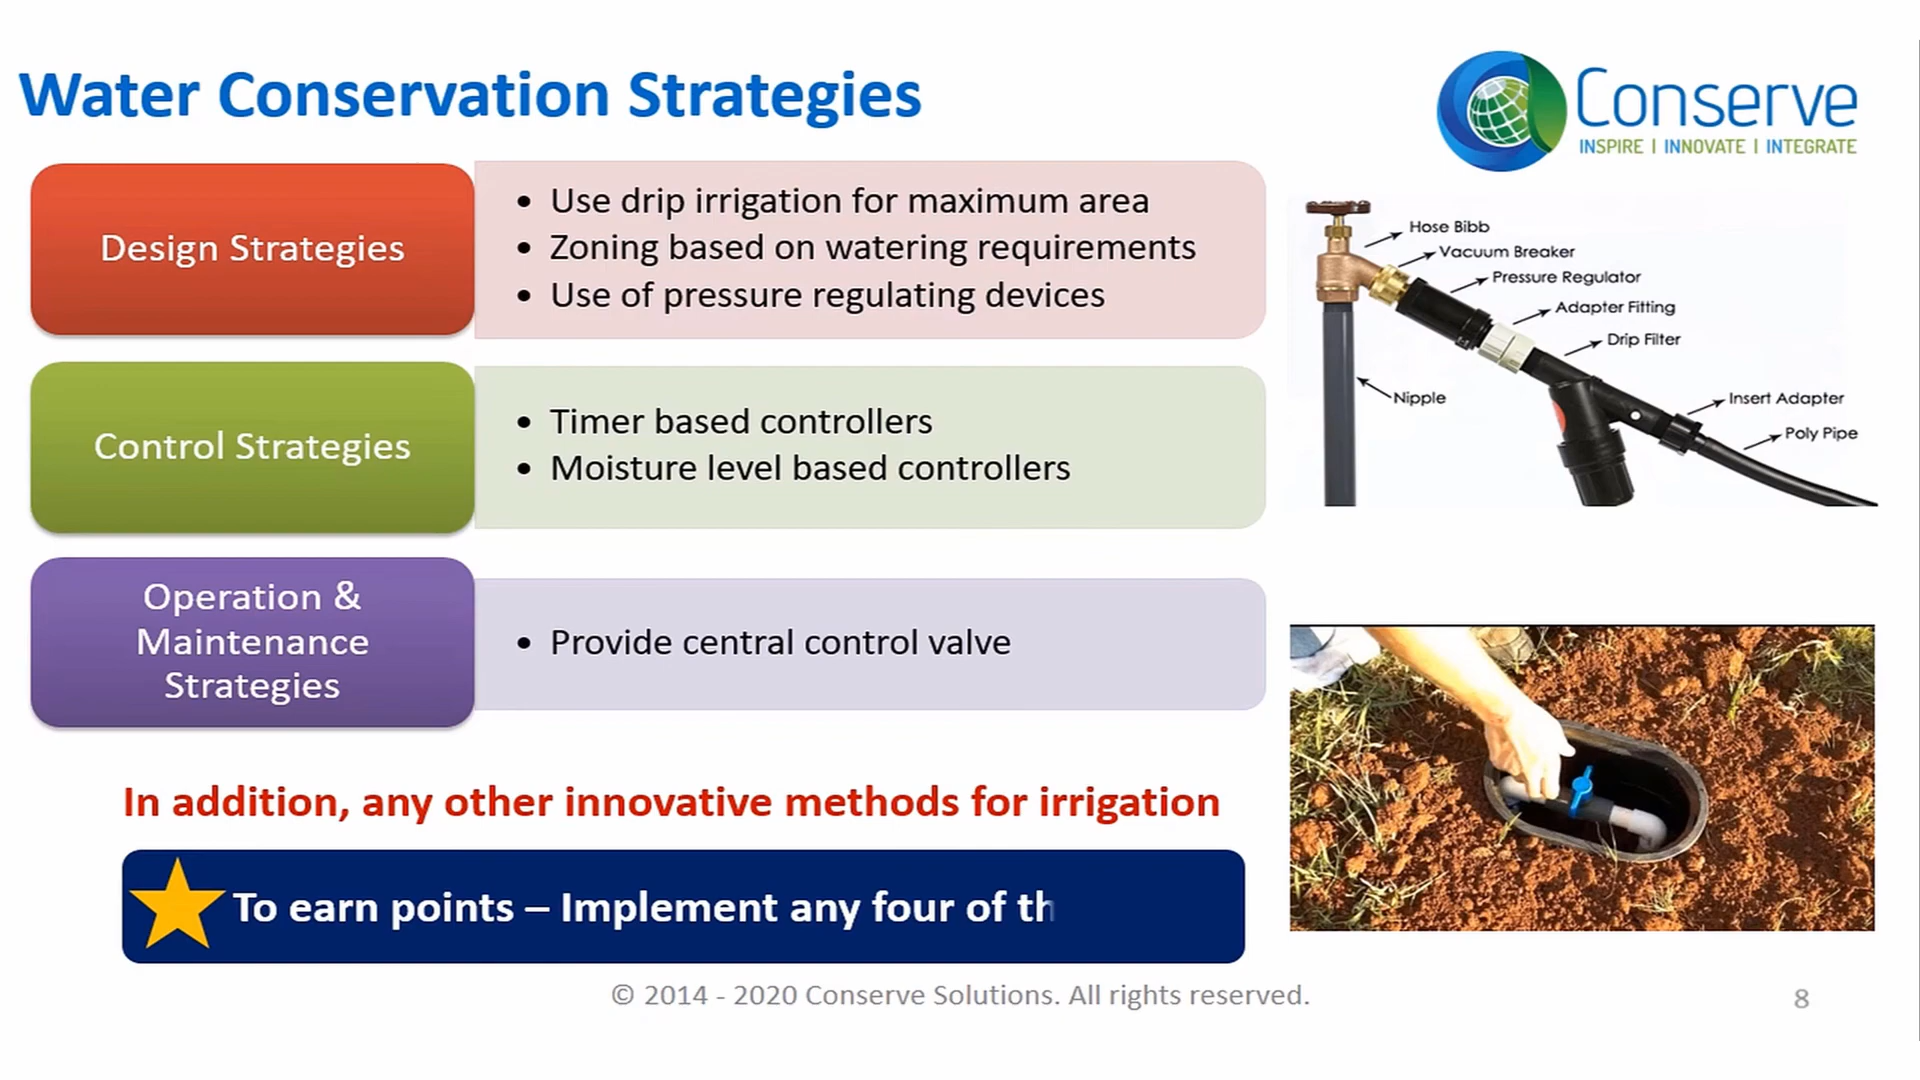 Water Conservation Strategies
Conserve
INSPIRE | INNOVATE | INTEGRATE
Design Strategies
• Use drip irrigation for maximum area
• Zoning based on watering requirements
• Use of pressure regulating devices
Control Strategies
• Timer based controllers
• Moisture level based controllers
Operation &
Maintenance
Strategies
• Provide central control valve
Hose Bibb
Vacuum Breaker
Pressure Regulator
Adapter Fitting
Drip Filter
Nipple
Insert Adapter
Poly Pipe
In addition, any other innovative methods for irrigation
To earn points – Implement any four of th
© 2014 - 2020 Conserve Solutions. All rights reserved.
8